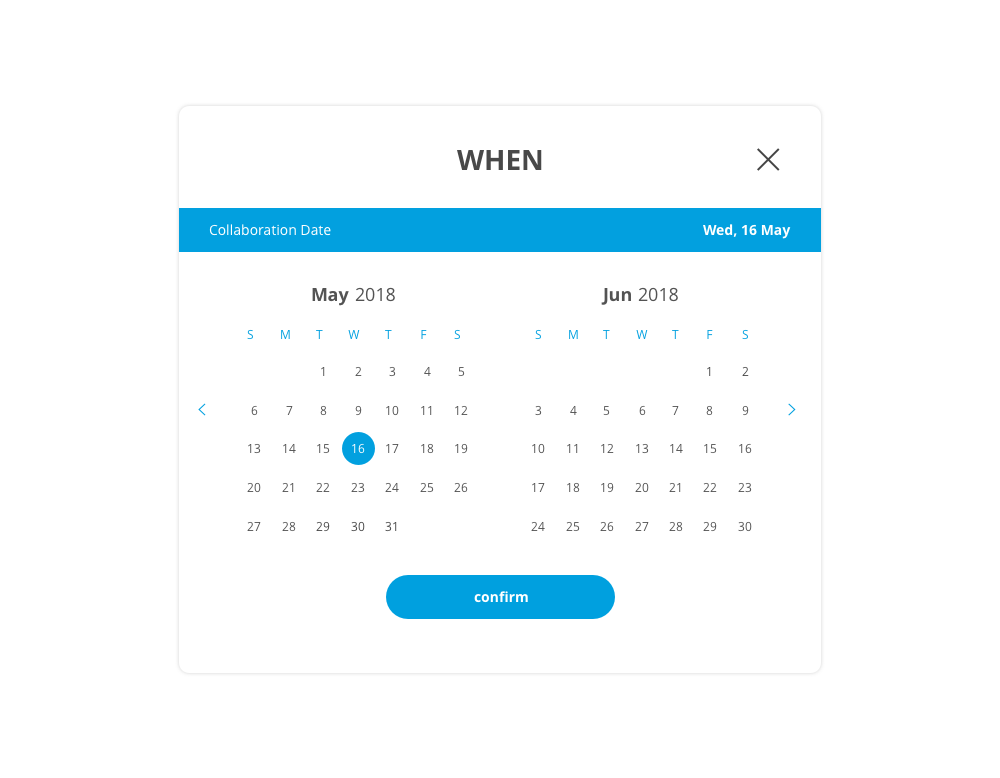 WHEN
Collaboration Date Wed, 16 May
May 2018
S M T W T F S
1 2 3 4 5
6 7 8 9 10 11 12
13 14 15 16 17 18 19
20 21 22 23 24 25 26
27 28 29 30 31
Jun 2018
S M T W T F S
1 2
3 4 5 6 7 8 9
10 11 12 13 14 15 16
17 18 19 20 21 22 23
24 25 26 27 28 29 30
confirm